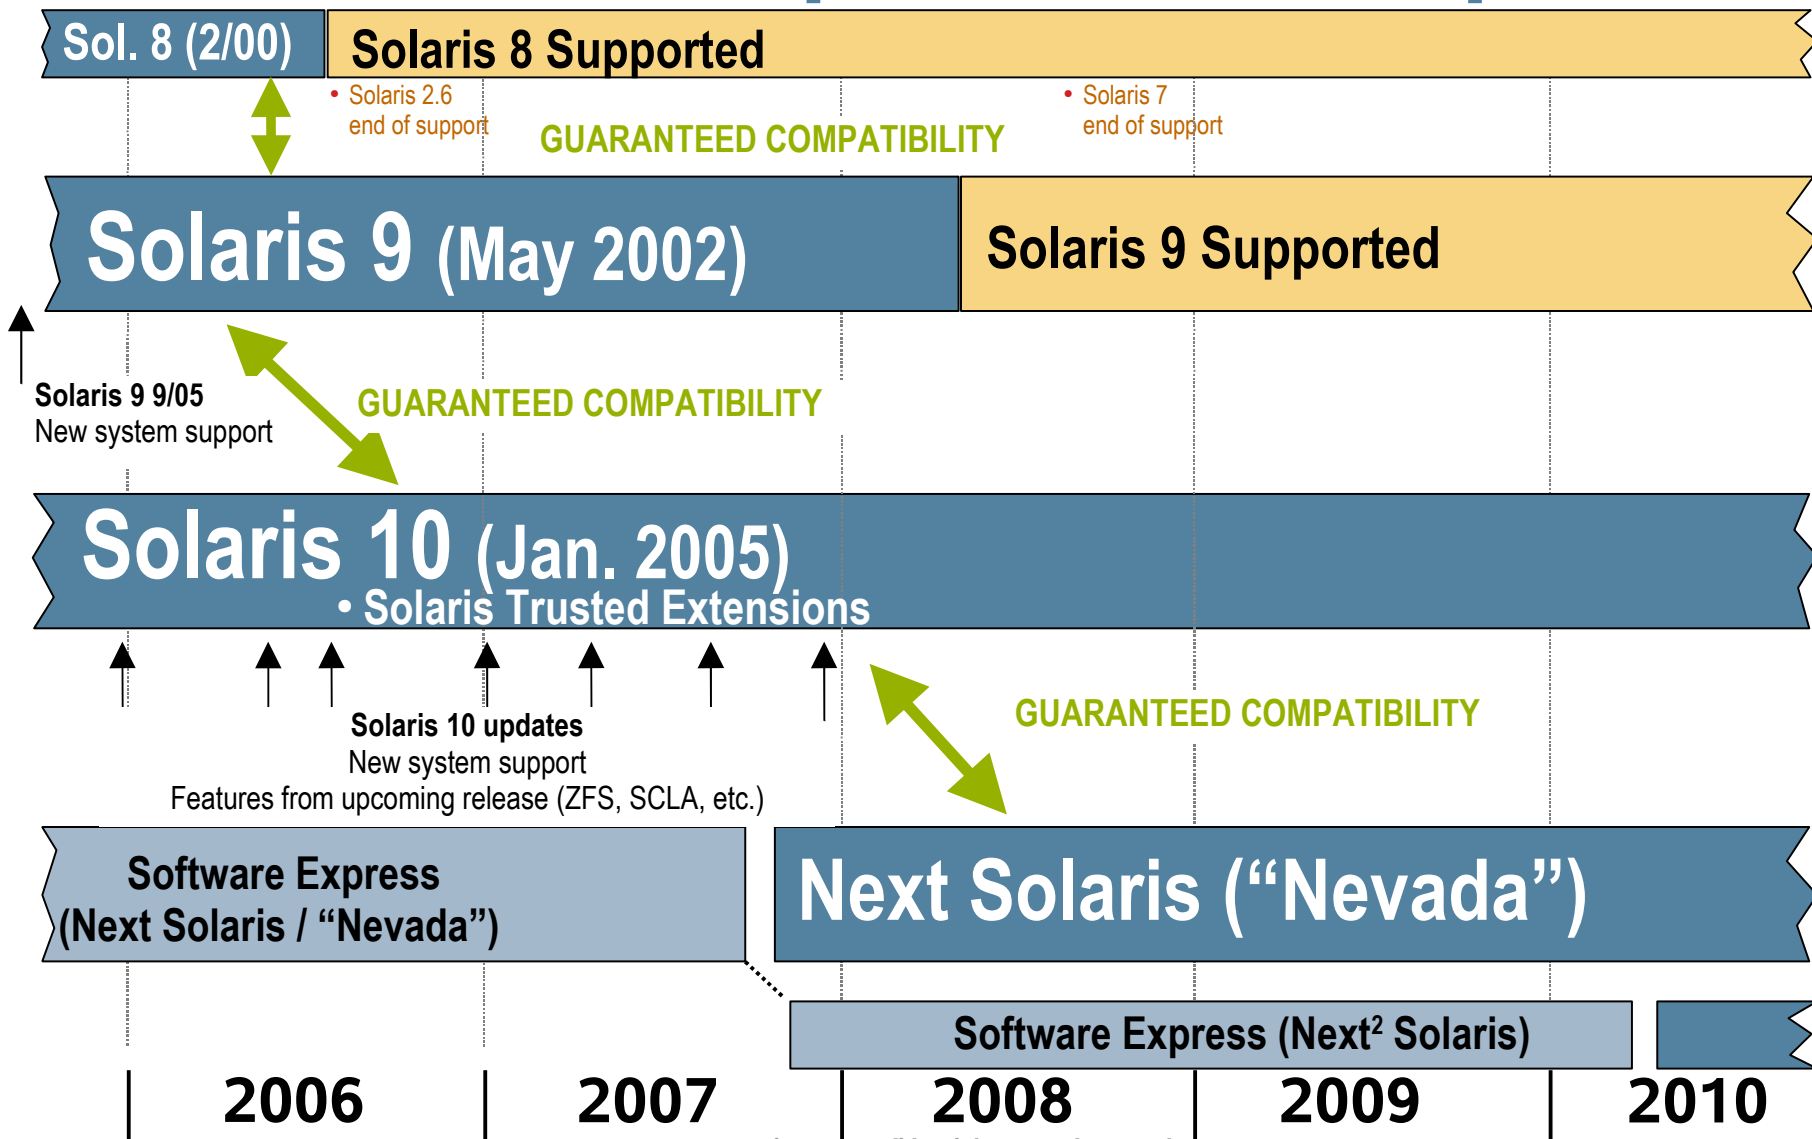 Sol. 8 (2/00)
Solaris 8 Supported
• Solaris 2.6
end of support
• Solaris 7
end of support
GUARANTEED COMPATIBILITY
Solaris 9 (May 2002)
Solaris 9 Supported
Solaris 9 9/05
New system support
GUARANTEED COMPATIBILITY
Solaris 10 (Jan. 2005)
• Solaris Trusted Extensions
Solaris 10 updates
New system support
Features from upcoming release (ZFS, SCLA, etc.)
GUARANTEED COMPATIBILITY
Software Express
(Next Solaris / “Nevada”)
Next Solaris (“Nevada”)
Software Express (Next² Solaris)
2006
2007
2008
2009
2010